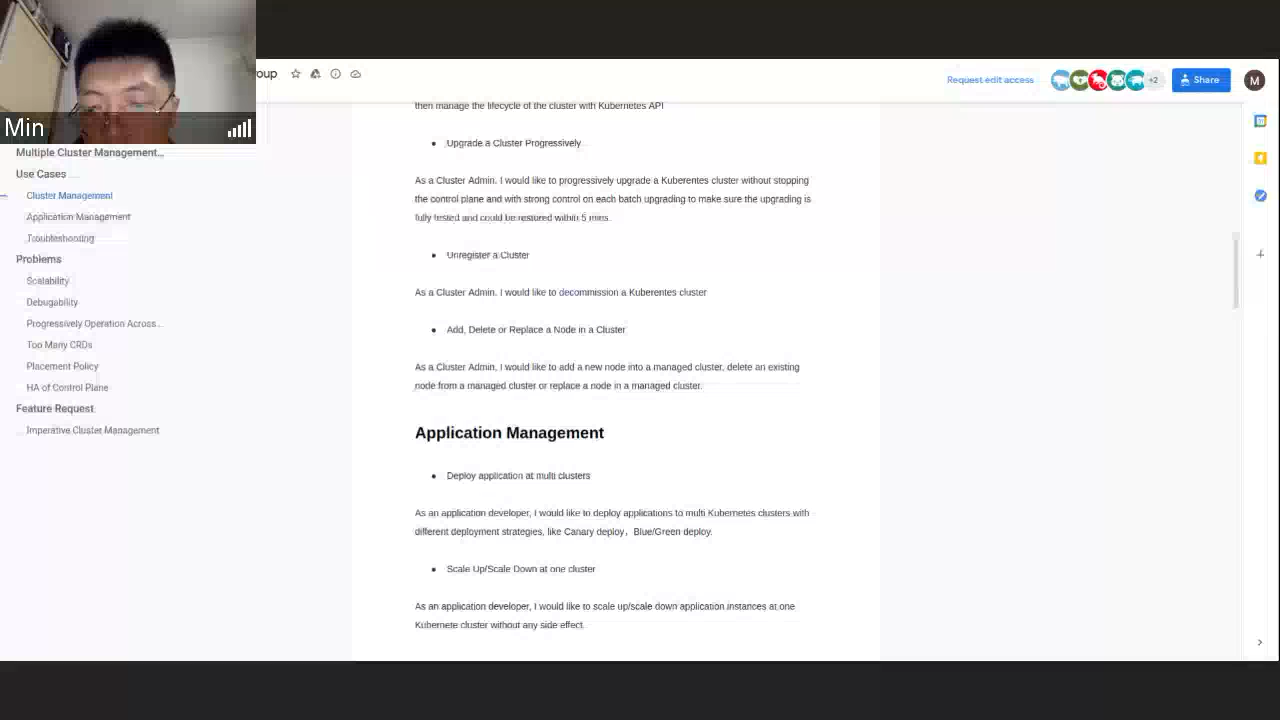 Min
oup
Request edit access
+2
Share
M
Multiple Cluster Management...
Use Cases
Cluster Management
Application Management
Troubleshooting
Problems
Scalability
Debugability
Progressively Operation Across...
Too Many CRDs
Placement Policy
HA of Control Plane
Feature Request
Imperative Cluster Management
then manage the lifecycle of the cluster with Kubernetes API
● Upgrade a Cluster Progressively
As a Cluster Admin. I would like to progressively upgrade a Kuberentes cluster without stopping
the control plane and with strong control on each batch upgrading to make sure the upgrading is
fully tested and could be restored within 5 mins.
● Unregister a Cluster
As a Cluster Admin. I would like to decommission a Kuberentes cluster
● Add, Delete or Replace a Node in a Cluster
As a Cluster Admin, I would like to add a new node into a managed cluster, delete an existing
node from a managed cluster or replace a node in a managed cluster.
Application Management
● Deploy application at multi clusters
As an application developer, I would like to deploy applications to multi Kubernetes clusters with
different deployment strategies, like Canary deploy，Blue/Green deploy.
● Scale Up/Scale Down at one cluster
As an application developer, I would like to scale up/scale down application instances at one
Kubernete cluster without any side effect.